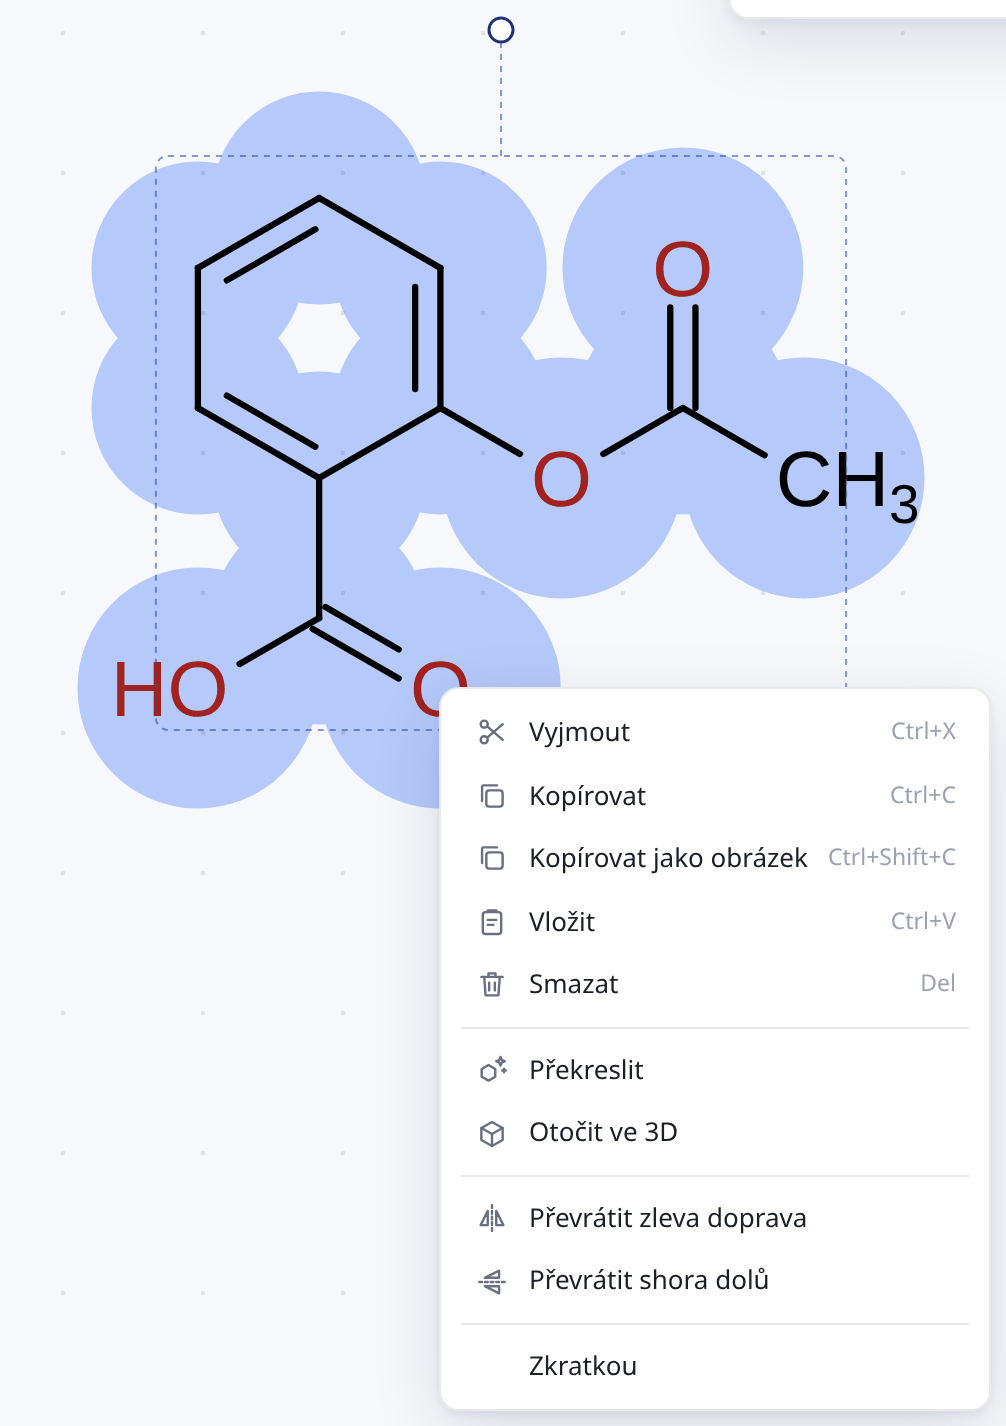 O
O
CH3
HO
O
Vyjmout Ctrl+X
Kopírovat Ctrl+C
Kopírovat jako obrázek Ctrl+Shift+C
Vložit Ctrl+V
Smazat Del
Překreslit
Otočit ve 3D
Převrátit zleva doprava
Převrátit shora dolů
Zkratkou